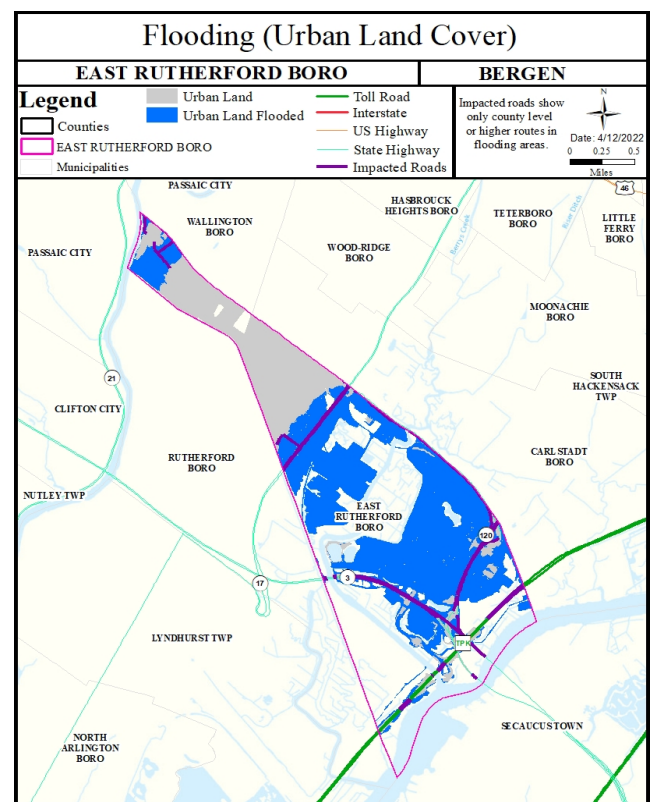 Flooding (Urban Land Cover)
EAST RUTHERFORD BORO
BERGEN
Legend
Counties
EAST RUTHERFORD BORO
Municipalities
Urban Land
Urban Land Flooded
Toll Road
Interstate
US Highway
State Highway
Impacted Roads
Impacted roads show
only county level
or higher routes in
flooding areas.
N
Date: 4/12/2022
0 0.25 0.5
Miles
PASSAIC CITY
46
HASBROUCK
HEIGHTS BORO
TETERBORO
BORO
LITTLE
FERRY
BORO
WALLINGTON
BORO
Berrys Creek
River Ditch
PASSAIC CITY
WOOD-RIDGE
BORO
MOONACHIE
BORO
SOUTH
HACKENSACK
TWP
21
CLIFTON CITY
RUTHERFORD
BORO
CARLSTADT
BORO
NUTLEY TWP
EAST
RUTHERFORD
BORO
120
3
17
LYNDHURST TWP
TPK
SECAUCUS TOWN
NORTH
ARLINGTON
BORO